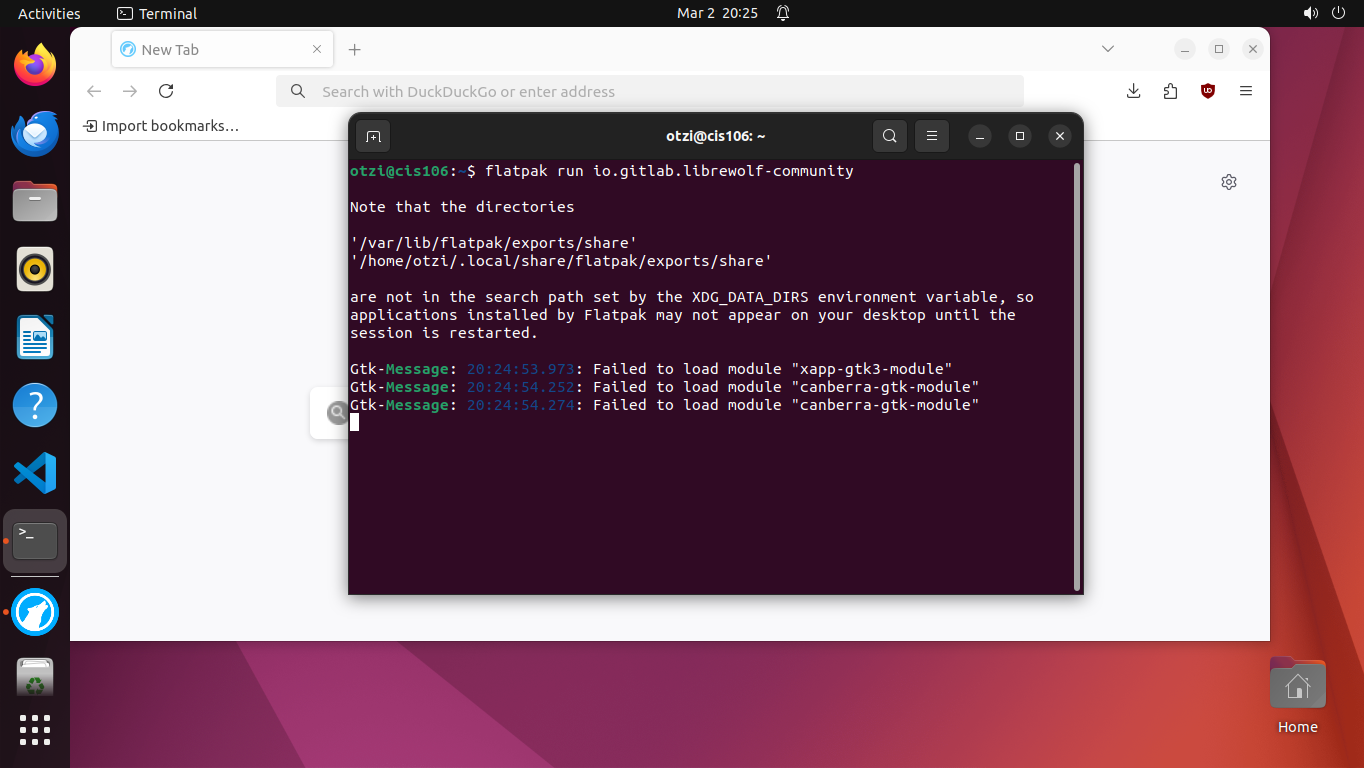 Activities
Terminal
Mar 2 20:25
New Tab
Search with DuckDuckGo or enter address
Import bookmarks…
otzi@cis106: ~
otzi@cis106:~$ flatpak run io.gitlab.librewolf-community
Note that the directories
'/var/lib/flatpak/exports/share'
'/home/otzi/.local/share/flatpak/exports/share'
are not in the search path set by the XDG_DATA_DIRS environment variable, so
applications installed by Flatpak may not appear on your desktop until the
session is restarted.
Gtk-Message: 20:24:53.973: Failed to load module "xapp-gtk3-module"
Gtk-Message: 20:24:54.252: Failed to load module "canberra-gtk-module"
Gtk-Message: 20:24:54.274: Failed to load module "canberra-gtk-module"
Home